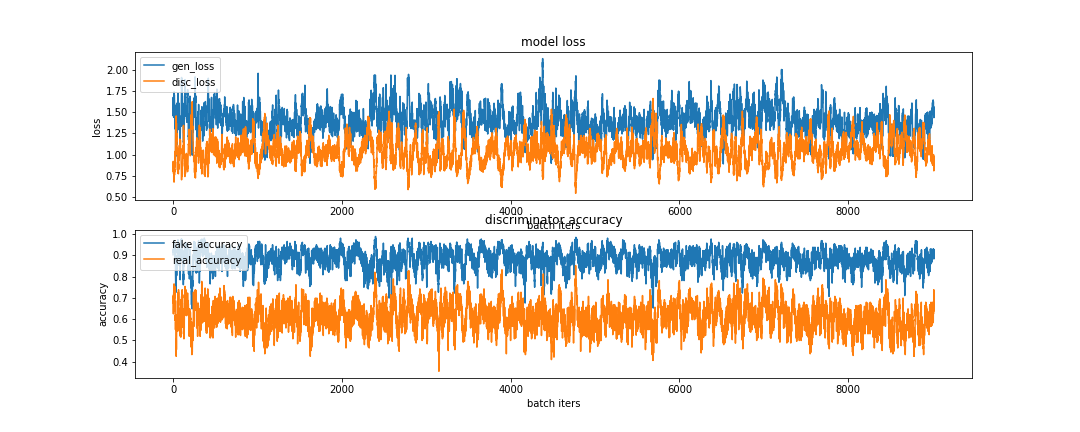 model loss
gen_loss
disc_loss
loss
2.00
1.75
1.50
1.25
1.00
0.75
0.50
0 2000 4000 6000 8000
batch iters
discriminator accuracy
fake_accuracy
real_accuracy
accuracy
1.0
0.9
0.8
0.7
0.6
0.5
0.4
0 2000 4000 6000 8000
batch iters